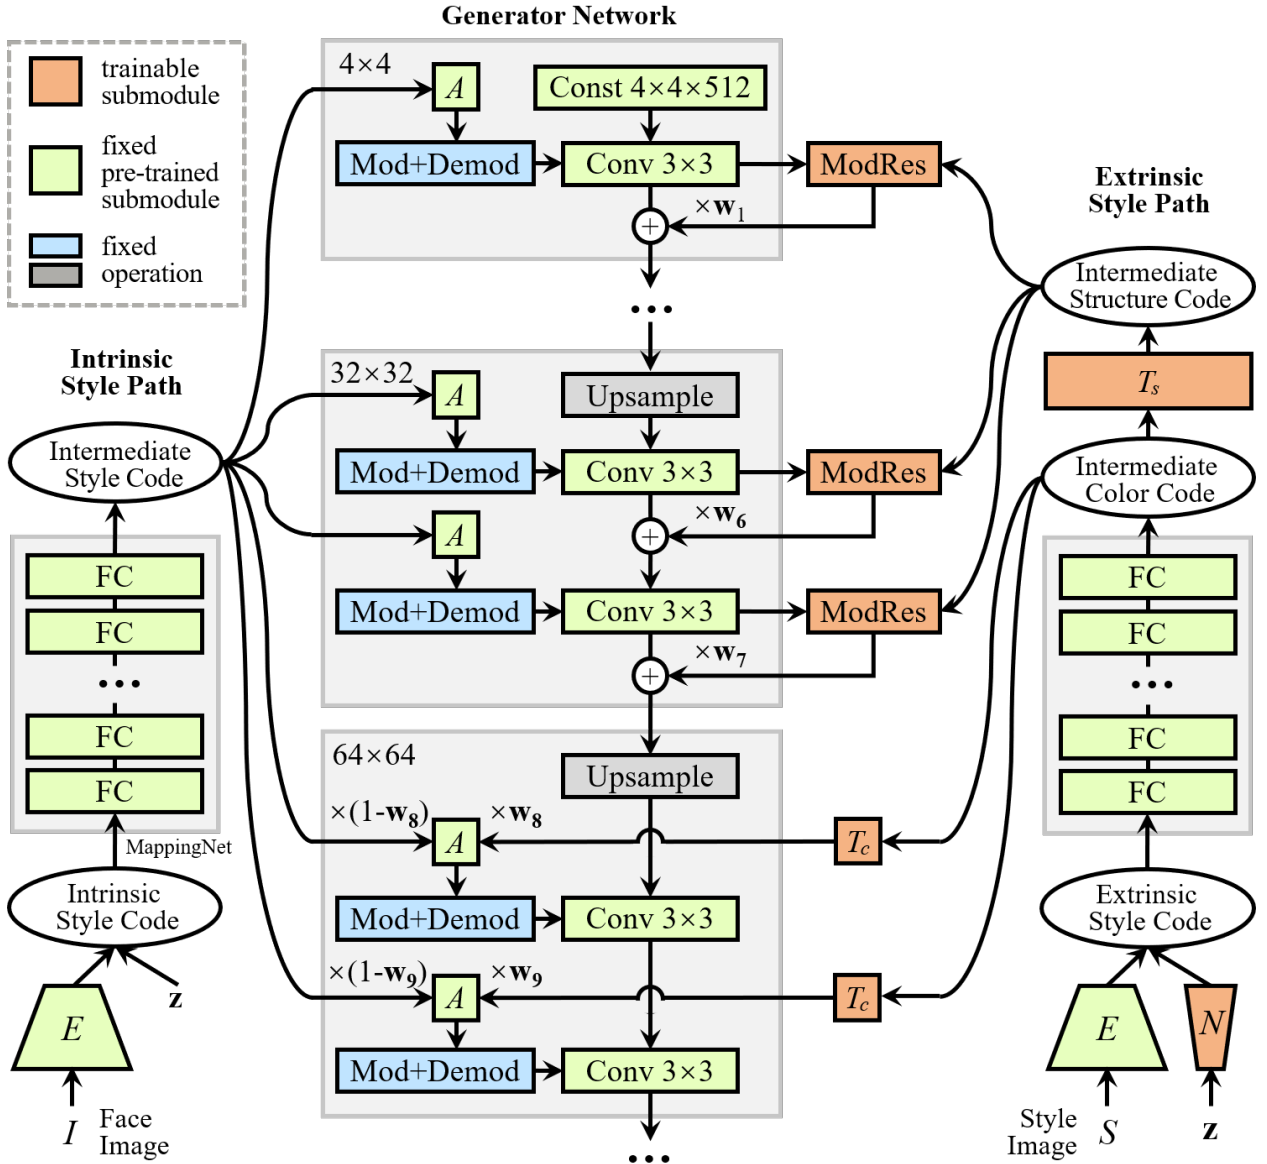 Generator Network
trainable
submodule
fixed
pre-trained
submodule
fixed
operation
4×4
A
Const 4×4×512
Mod+Demod
Conv 3×3
ModRes
×w₁
+
...
Extrinsic
Style Path
Intermediate
Structure Code
Tₛ
Intermediate
Color Code
Intrinsic
Style Path
Intermediate
Style Code
32×32
A
Upsample
Mod+Demod
Conv 3×3
ModRes
×w₆
+
A
Mod+Demod
Conv 3×3
ModRes
×w₇
+
FC
FC
...
FC
FC
MappingNet
Intrinsic
Style Code
E
z
I
Face
Image
64×64
Upsample
×(1-w₈)
A
×w₈
T_c
Mod+Demod
Conv 3×3
×(1-w₉)
A
×w₉
T_c
Mod+Demod
Conv 3×3
...
FC
FC
...
FC
FC
Extrinsic
Style Code
E
N
Style
Image
S
z